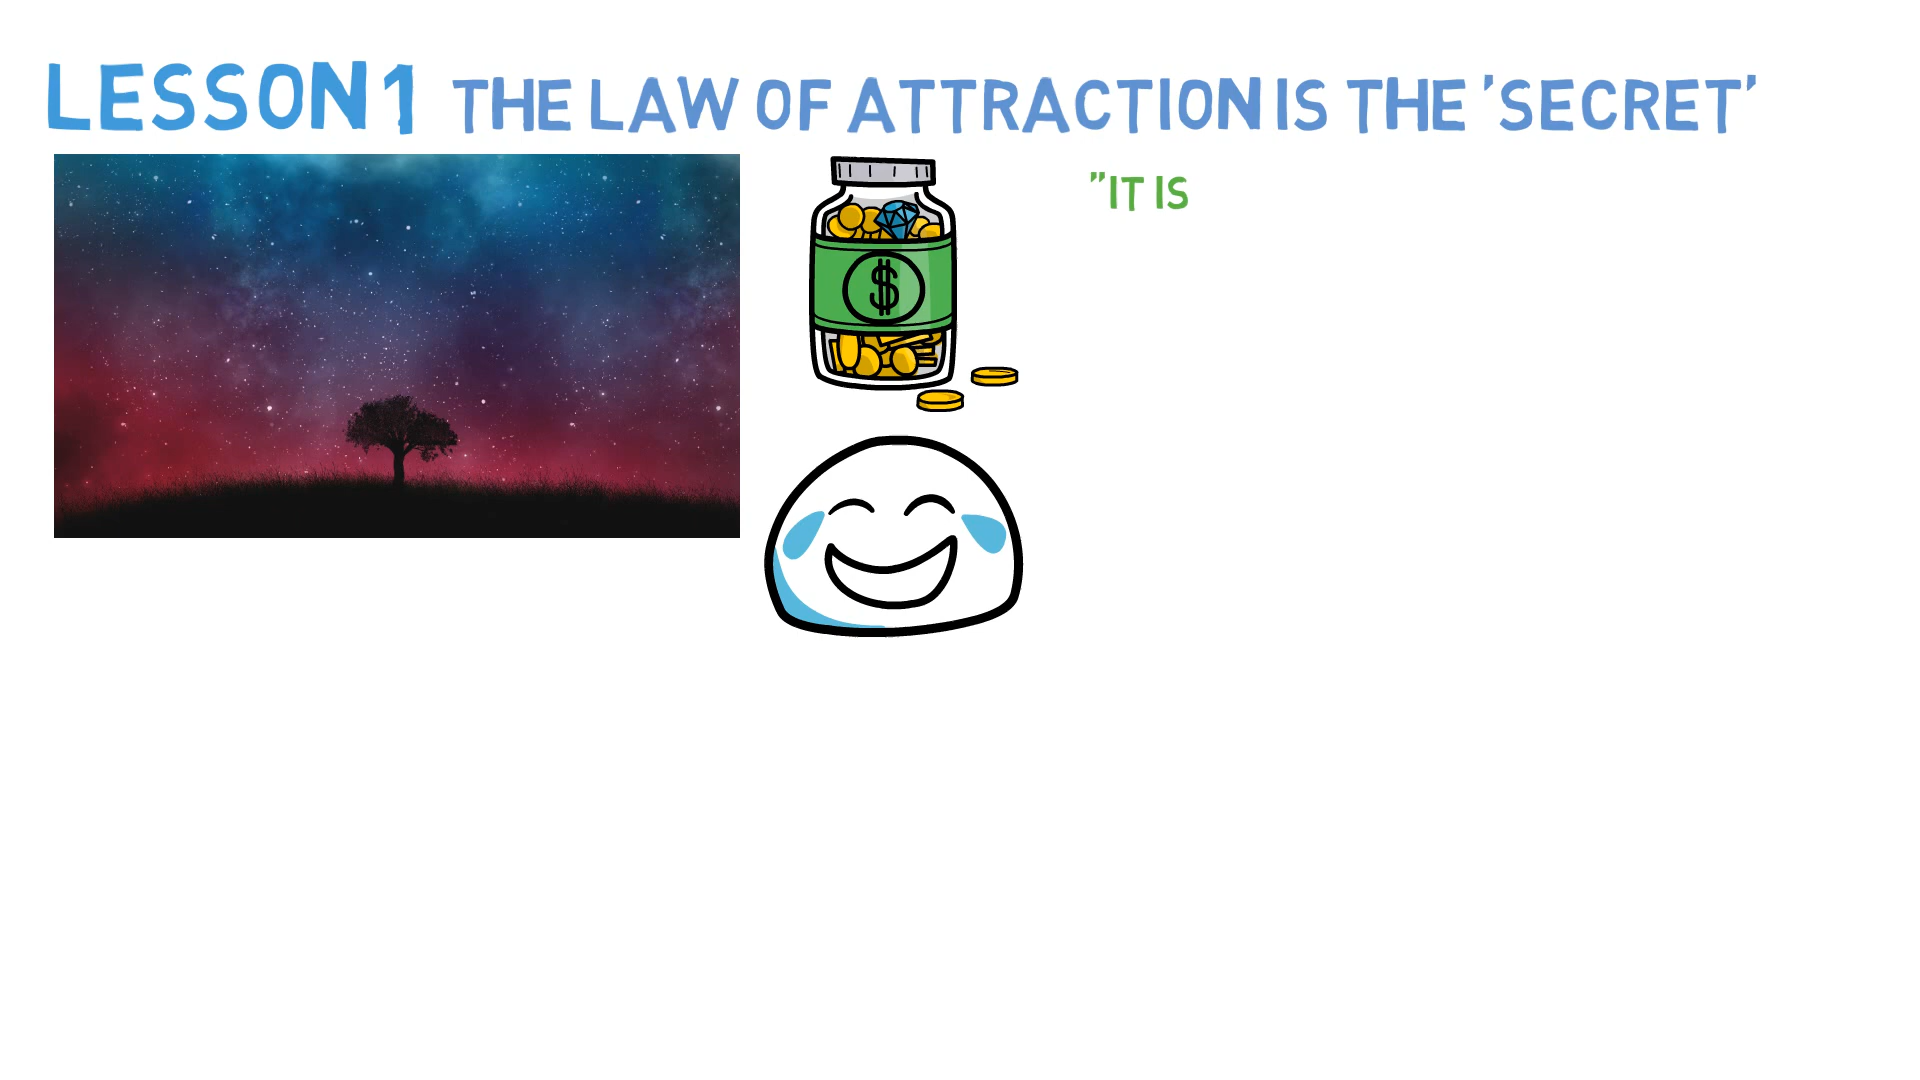 LESSON 1 THE LAW OF ATTRACTION IS THE 'SECRET'
$
"IT IS